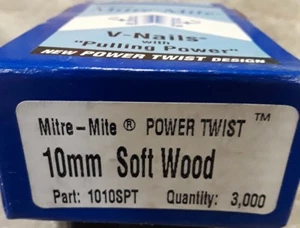 Mitre-Mite
V-Nails
with
"Pulling Power"
NEW POWER TWIST DESIGN
Mitre-Mite ® POWER TWIST ™
10mm Soft Wood
Part: 1010SPT Quantity: 3,000